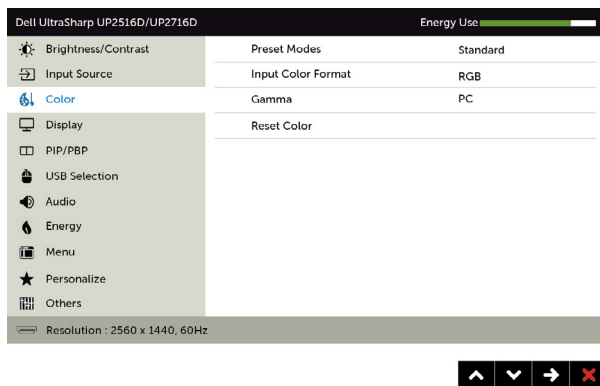 Dell UltraSharp UP2516D/UP2716D Energy Use
Brightness/Contrast Preset Modes Standard
Input Source Input Color Format RGB
Color Gamma PC
Display Reset Color
PIP/PBP
USB Selection
Audio
Energy
Menu
Personalize
Others
Resolution : 2560 x 1440, 60Hz